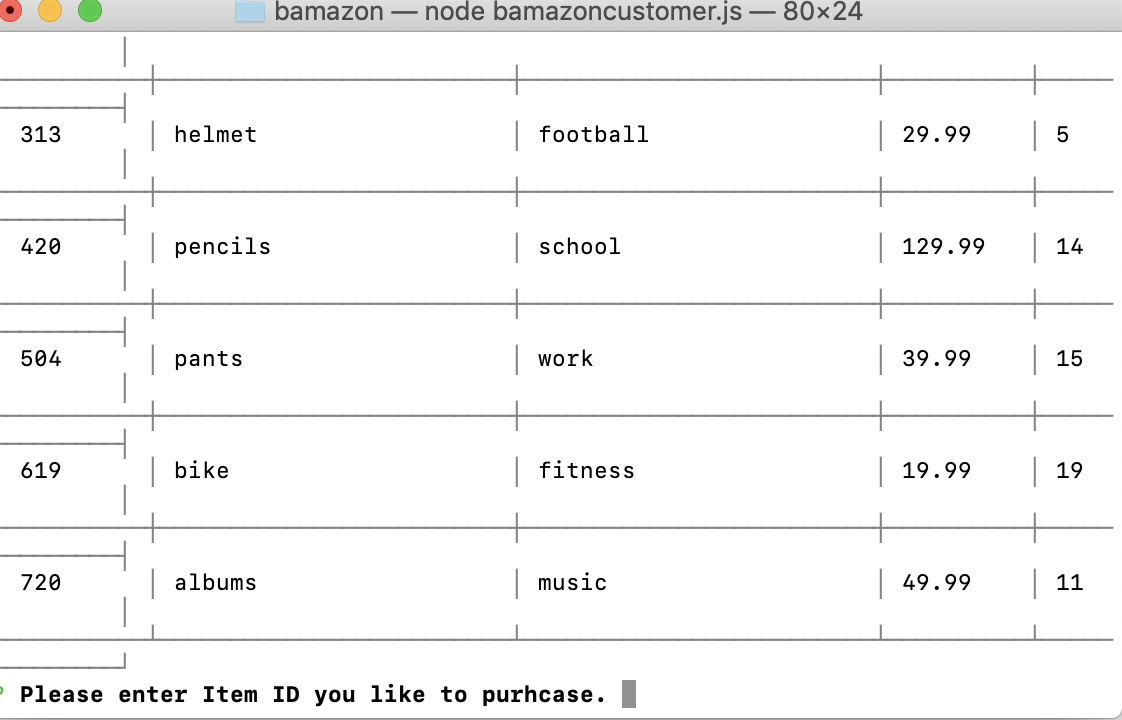 bamazon — node bamazoncustomer.js — 80×24
313 helmet football 29.99 5
420 pencils school 129.99 14
504 pants work 39.99 15
619 bike fitness 19.99 19
720 albums music 49.99 11
? Please enter Item ID you like to purhcase.